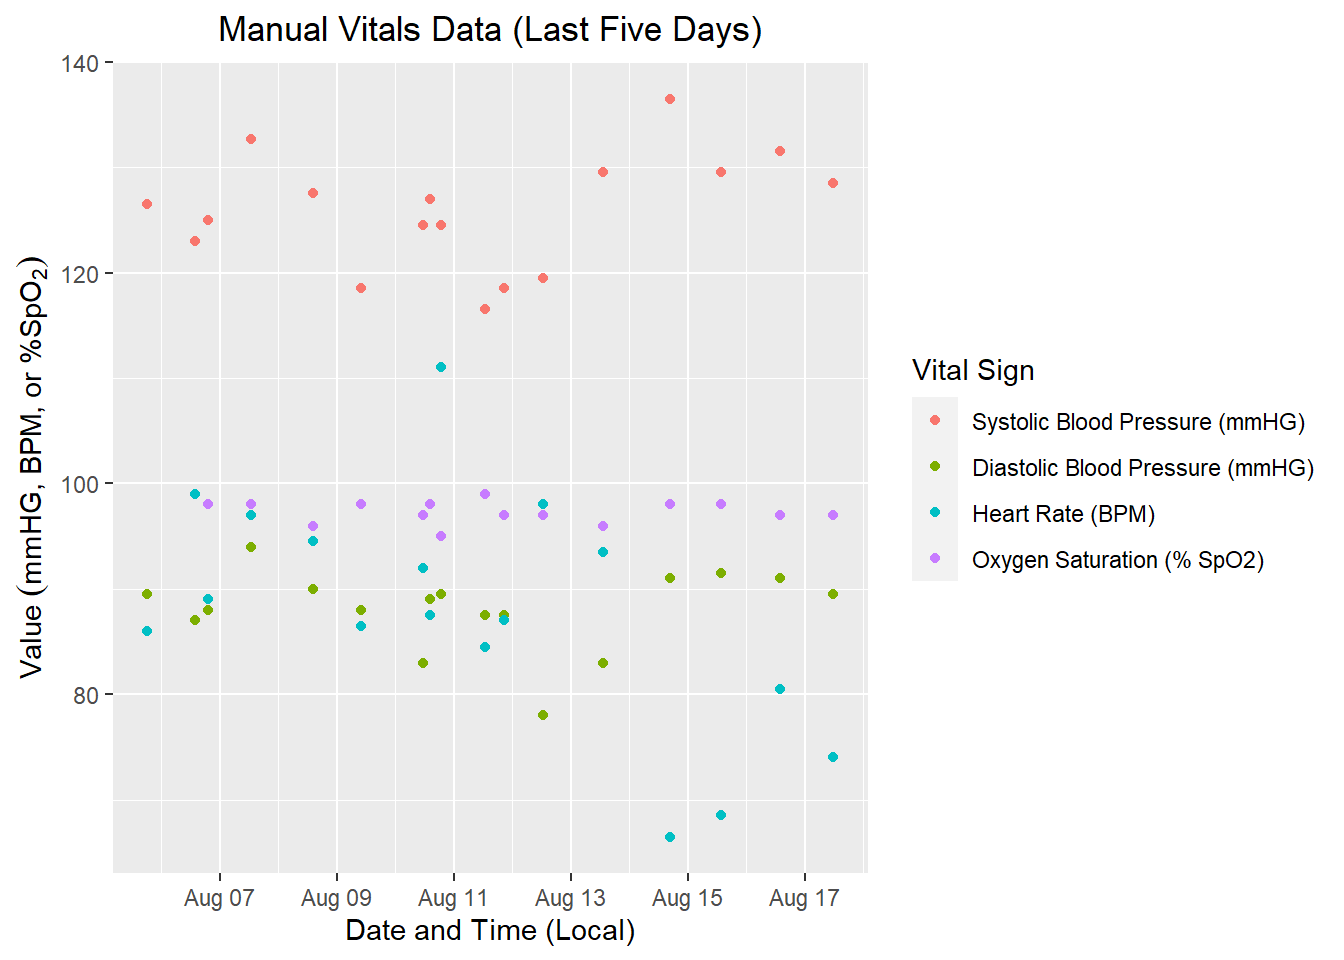 Manual Vitals Data (Last Five Days)
Value (mmHG, BPM, or %SpO₂)
140
120
100
80
Aug 07 Aug 09 Aug 11 Aug 13 Aug 15 Aug 17
Date and Time (Local)
Vital Sign
Systolic Blood Pressure (mmHG)
Diastolic Blood Pressure (mmHG)
Heart Rate (BPM)
Oxygen Saturation (% SpO2)